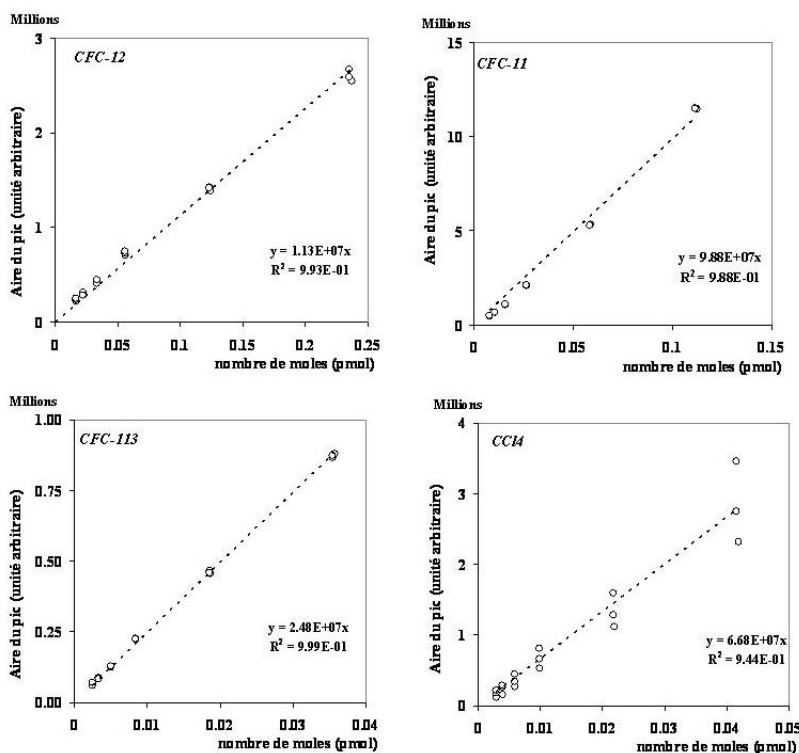 Millions
CFC-12
Aire du pic (unité arbitraire)
3
2
1
0
y = 1.13E+07x
R² = 9.93E-01
0 0.05 0.1 0.15 0.2 0.25
nombre de moles (pmol)
Millions
CFC-11
Aire du pic (unité arbitraire)
15
10
5
0
y = 9.88E+07x
R² = 9.88E-01
0 0.05 0.1 0.15
nombre de moles (pmol)
Millions
CFC-113
Aire du pic (unité arbitraire)
1.00
0.75
0.50
0.25
0.00
y = 2.48E+07x
R² = 9.99E-01
0 0.01 0.02 0.03 0.04
nombre de moles (pmol)
Millions
CCl4
Aire du pic (unité arbitraire)
4
3
2
1
0
y = 6.68E+07x
R² = 9.44E-01
0 0.01 0.02 0.03 0.04 0.05
nombre de moles (pmol)